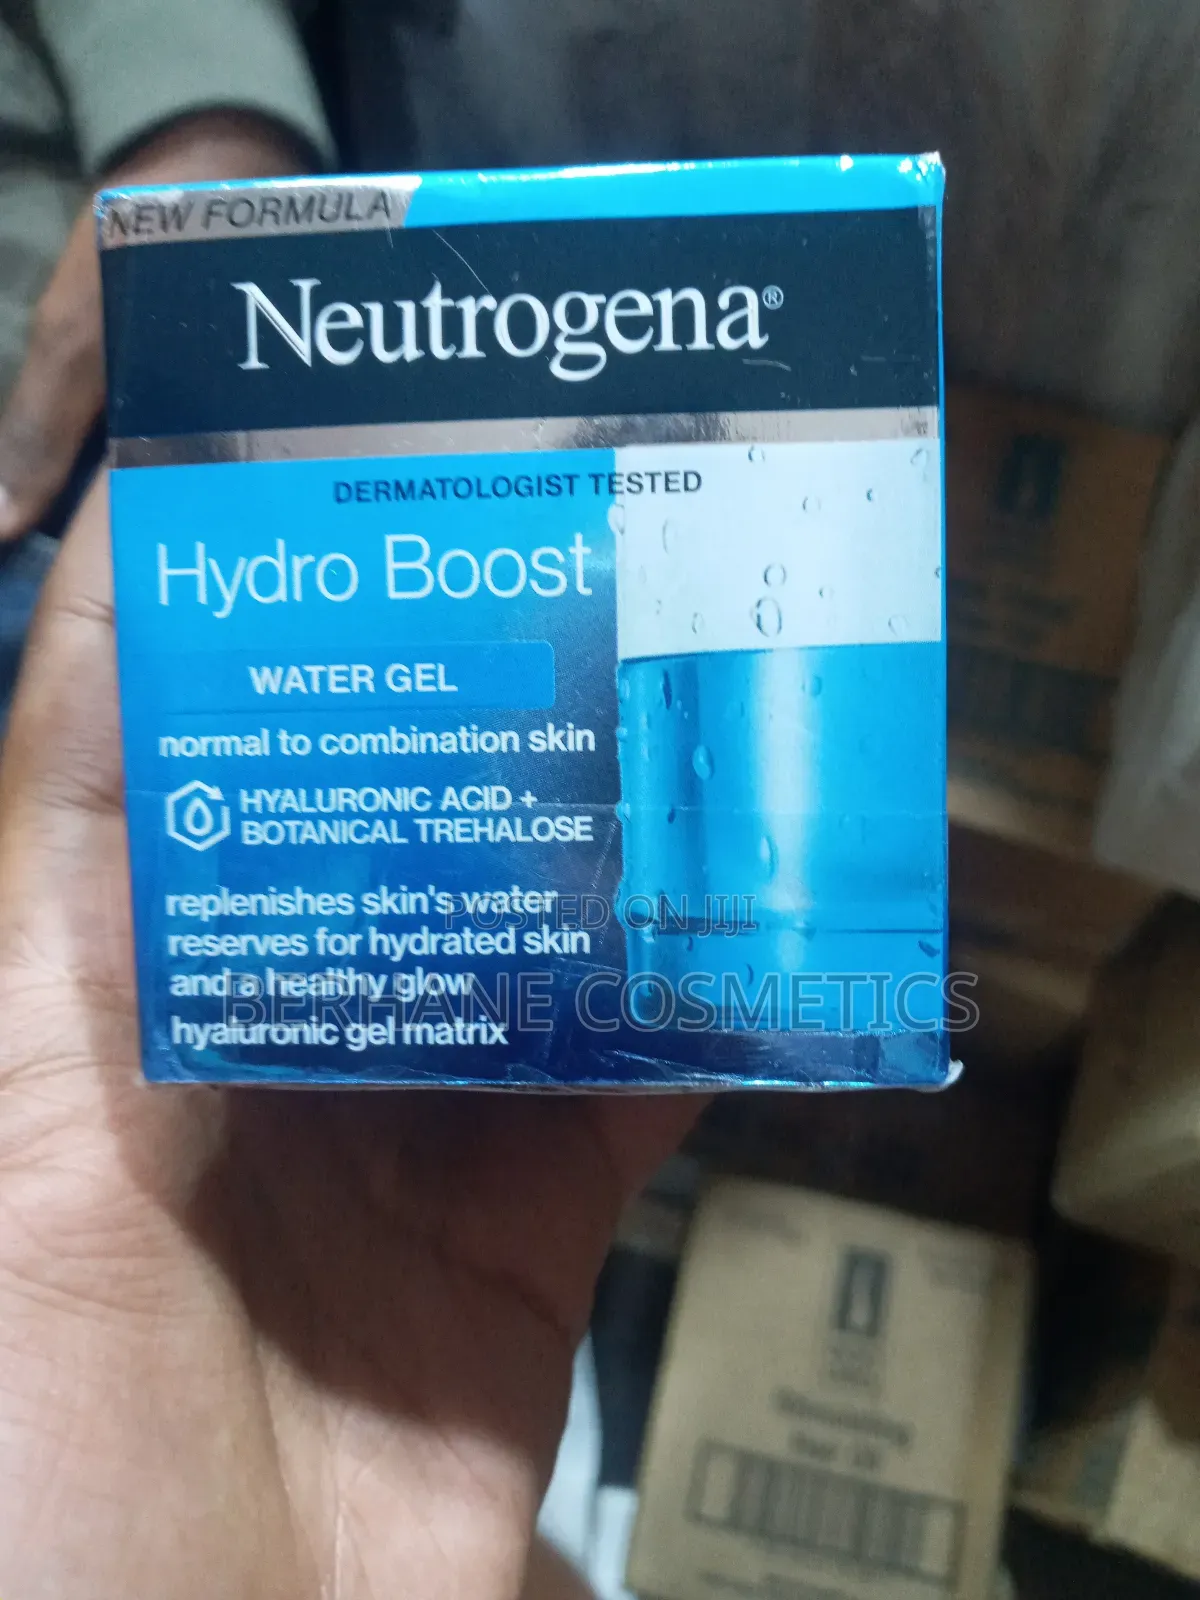 NEW FORMULA
Neutrogena®
DERMATOLOGIST TESTED
Hydro Boost
WATER GEL
normal to combination skin
HYALURONIC ACID +
BOTANICAL TREHALOSE
replenishes skin's water
reserves for hydrated skin
and a healthy glow
hyaluronic gel matrix
POSTED ON JIJI
BERHANE COSMETICS